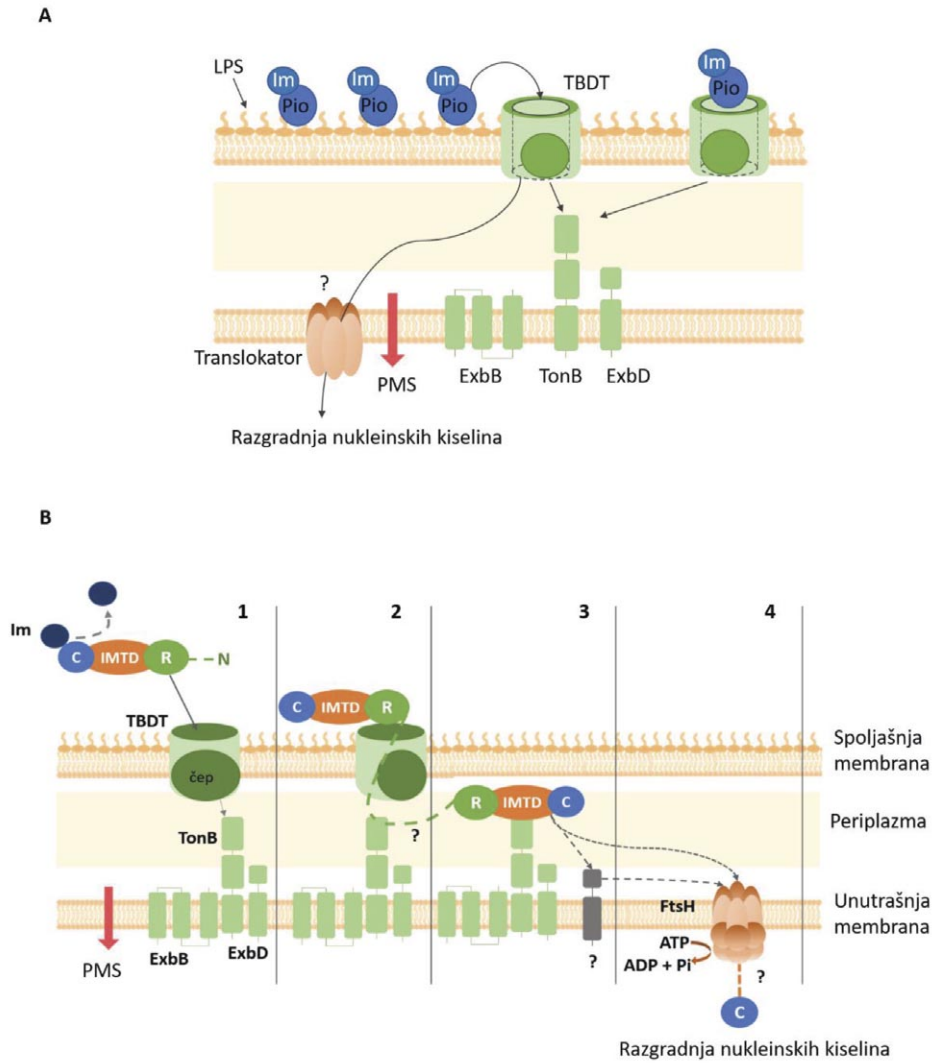 A
LPS
Im
Pio
Im
Pio
Im
Pio
TBDT
Im
Pio
?
Translokator
PMS
ExbB
TonB
ExbD
Razgradnja nukleinskih kiselina
B
1
2
3
4
Im
C
IMTD
R
N
TBDT
čep
TonB
PMS
ExbB
ExbD
C
IMTD
R
?
R
IMTD
C
?
FtsH
ATP
ADP + Pi
?
C
Razgradnja nukleinskih kiselina
Spoljašnja
membrana
Periplazma
Unutrašnja
membrana